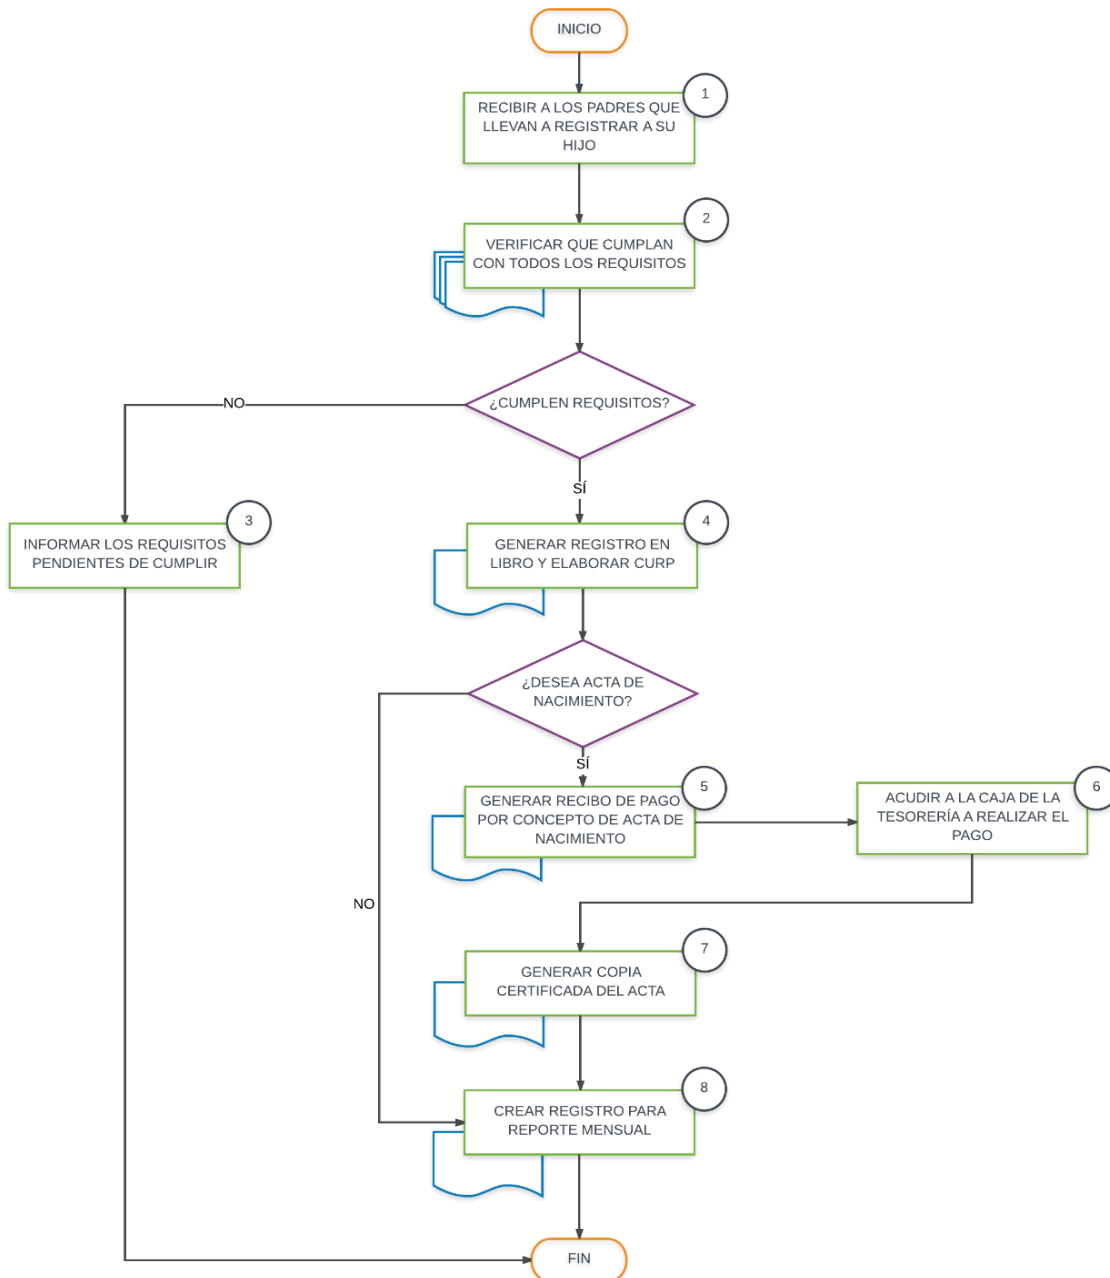 INICIO
1
RECIBIR A LOS PADRES QUE
LLEVAN A REGISTRAR A SU
HIJO
2
VERIFICAR QUE CUMPLAN
CON TODOS LOS REQUISITOS
¿CUMPLEN REQUISITOS?
NO
SÍ
3
INFORMAR LOS REQUISITOS
PENDIENTES DE CUMPLIR
4
GENERAR REGISTRO EN
LIBRO Y ELABORAR CURP
¿DESEA ACTA DE
NACIMIENTO?
SÍ
5
GENERAR RECIBO DE PAGO
POR CONCEPTO DE ACTA DE
NACIMIENTO
6
ACUDIR A LA CAJA DE LA
TESORERÍA A REALIZAR EL
PAGO
NO
7
GENERAR COPIA
CERTIFICADA DEL ACTA
8
CREAR REGISTRO PARA
REPORTE MENSUAL
FIN